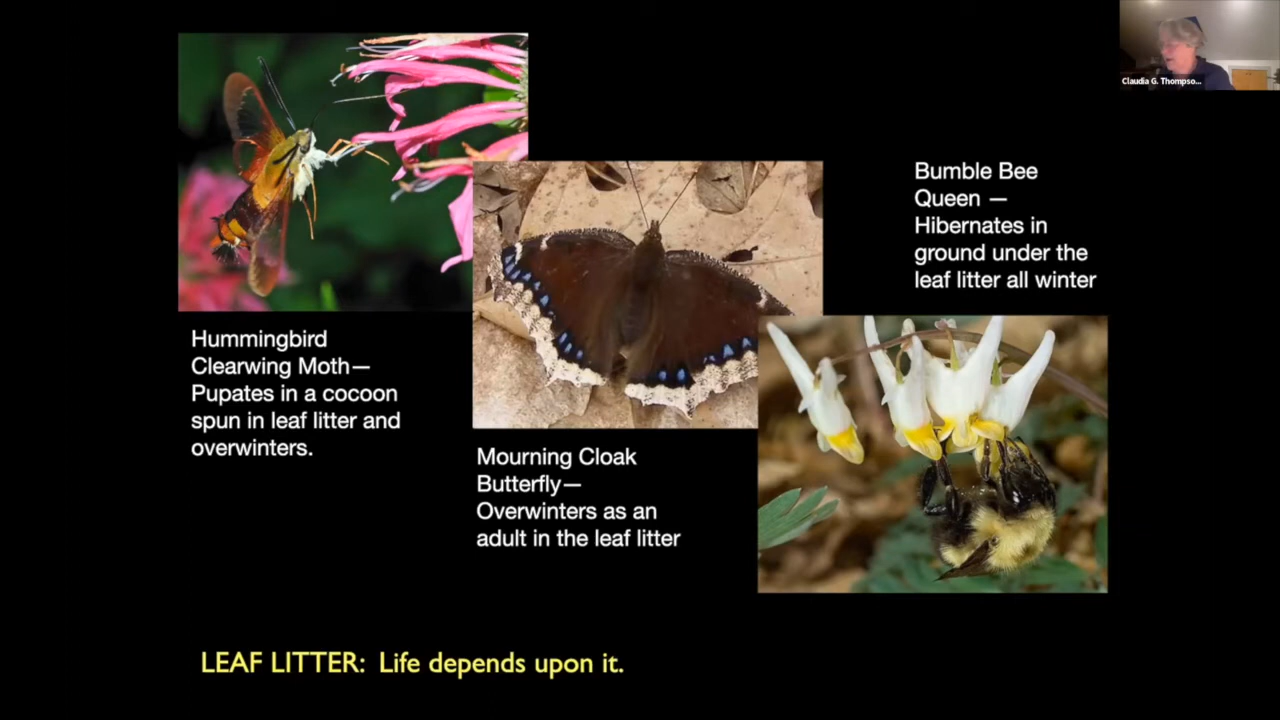 Claudia G. Thompso...
Bumble Bee
Queen —
Hibernates in
ground under the
leaf litter all winter
Hummingbird
Clearwing Moth—
Pupates in a cocoon
spun in leaf litter and
overwinters.
Mourning Cloak
Butterfly—
Overwinters as an
adult in the leaf litter
LEAF LITTER: Life depends upon it.